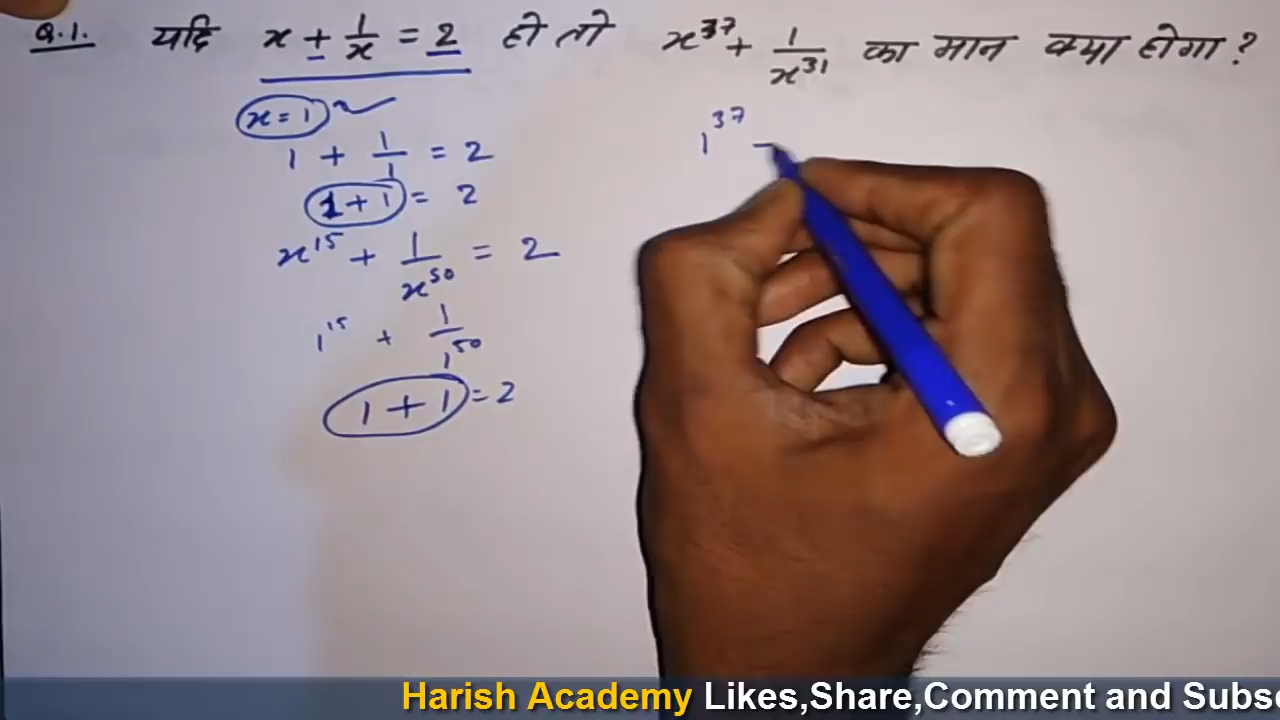 Q.1. यदि x + 1/x = 2 हो तो x³⁷ + 1/x³¹ का मान क्या होगा ?
x = 1
1 + 1/1 = 2
1 + 1 = 2
x¹⁵ + 1/x⁵⁰ = 2
1¹⁵ + 1/1⁵⁰
1 + 1 = 2
1³⁷
Harish Academy Likes,Share,Comment and Subsc